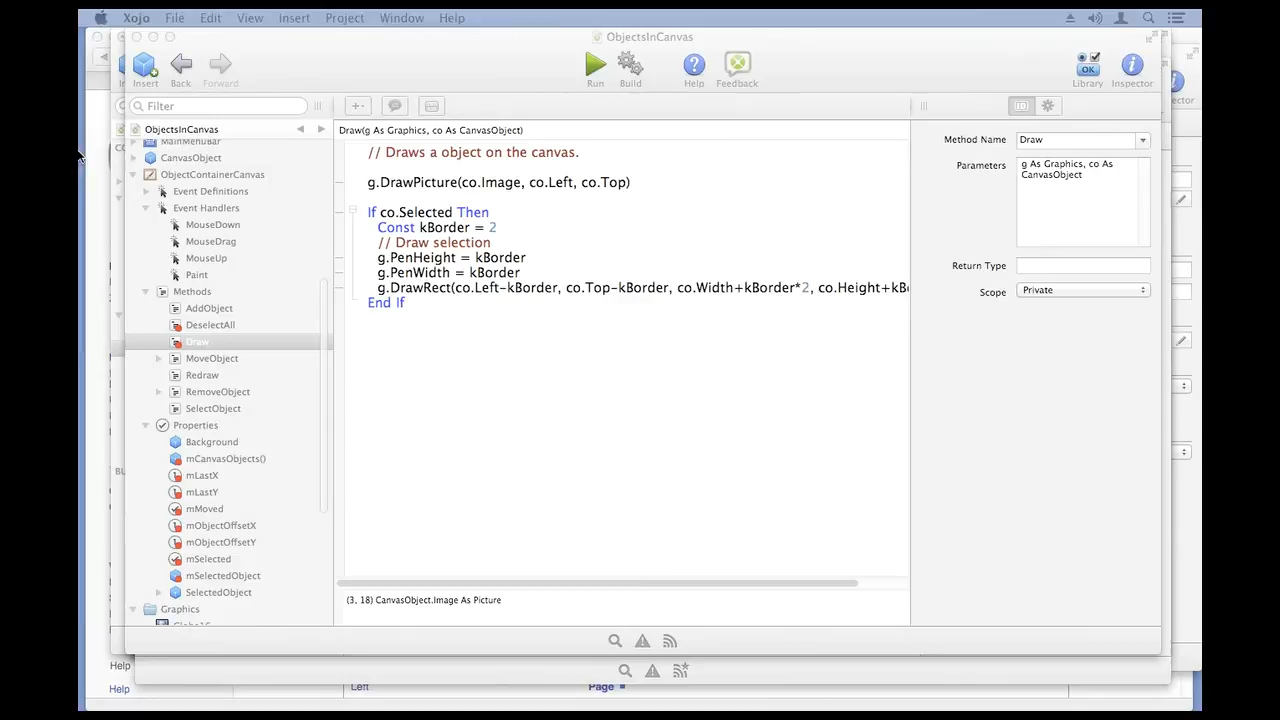 Xojo File Edit View Insert Project Window Help
ObjectsInCanvas
Insert Back Forward Run Build Help Feedback OK Library Inspector
Filter
ObjectsInCanvas
MainMenuBar
CanvasObject
ObjectContainerCanvas
Event Definitions
Event Handlers
MouseDown
MouseDrag
MouseUp
Paint
Methods
AddObject
DeselectAll
Draw
MoveObject
Redraw
RemoveObject
SelectObject
Properties
Background
mCanvasObjects()
mLastX
mLastY
mMoved
mObjectOffsetX
mObjectOffsetY
mSelected
mSelectedObject
SelectedObject
Graphics
Draw(g As Graphics, co As CanvasObject)
// Draws a object on the canvas.
g.DrawPicture(co.Image, co.Left, co.Top)
If co.Selected Then
Const kBorder = 2
// Draw selection
g.PenHeight = kBorder
g.PenWidth = kBorder
g.DrawRect(co.Left-kBorder, co.Top-kBorder, co.Width+kBorder*2, co.Height+kBo
End If
(3, 18) CanvasObject.Image As Picture
Method Name Draw
Parameters g As Graphics, co As
CanvasObject
Return Type
Scope Private
Help
Help Left Page =